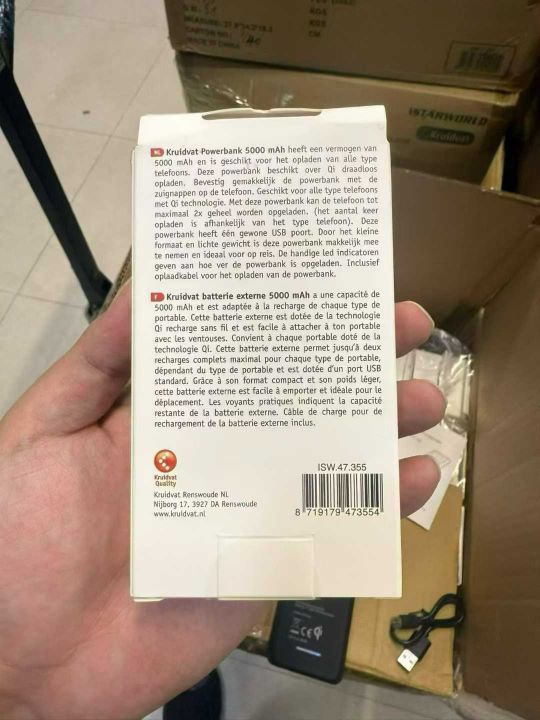 KGS
KGS
MEASURE:
CM
CARTON NO.:
MADE IN CHINA
ISTARWORLD
Kruidvat
NL Kruidvat Powerbank 5000 mAh heeft een vermogen van
5000 mAh en is geschikt voor het opladen van alle type
telefoons. Deze powerbank beschikt over Qi draadloos
opladen. Bevestig gemakkelijk de powerbank met de
zuignappen op de telefoon. Geschikt voor alle type telefoons
met Qi technologie. Met deze powerbank kan de telefoon tot
maximaal 2x geheel worden opgeladen. (het aantal keer
opladen is afhankelijk van het type telefoon). Deze
powerbank heeft één gewone USB poort. Door het kleine
formaat en lichte gewicht is deze powerbank makkelijk mee
te nemen en ideaal voor op reis. De handige led indicatoren
geven aan hoe ver de powerbank is opgeladen. Inclusief
oplaadkabel voor het opladen van de powerbank.
F Kruidvat batterie externe 5000 mAh a une capacité de
5000 mAh et est adaptée à la recharge de chaque type de
portable. Cette batterie externe est dotée de la technologie
Qi recharge sans fil et est facile à attacher à ton portable
avec les ventouses. Convient à chaque portable doté de la
technologie Qi. Cette batterie externe permet jusqu'à deux
recharges complets maximal pour chaque type de portable,
dépendant du type de portable et est dotée d'un port USB
standard. Grâce à son format compact et son poids léger,
cette batterie externe est facile à emporter et idéale pour le
déplacement. Les voyants pratiques indiquent la capacité
restante de la batterie externe. Câble de charge pour de
rechargement de la batterie externe inclus.
Kruidvat
Quality
Kruidvat Renswoude NL
Nijborg 17, 3927 DA Renswoude
www.kruidvat.nl
ISW.47.355
8 719179 473554
CE